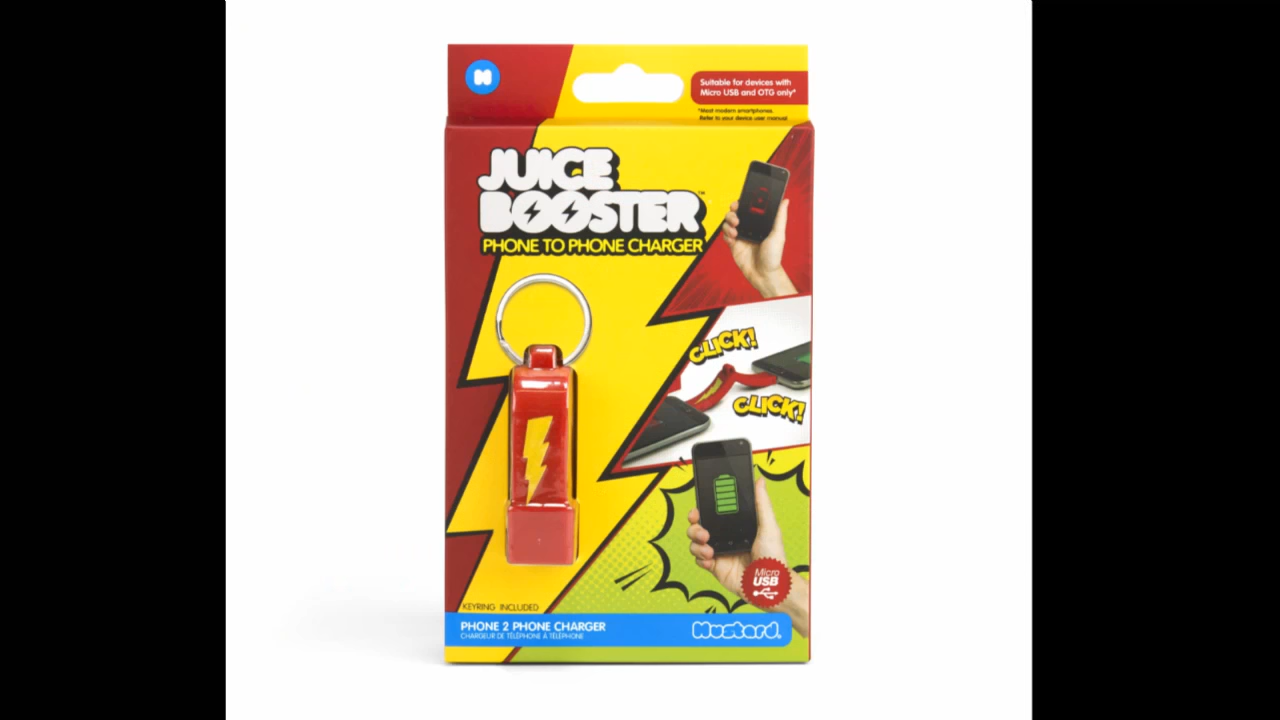 Suitable for devices with
Micro USB and OTG only*
*Most modern smartphones.
Refer to your device user manual
JUICE
BOOSTER™
PHONE TO PHONE CHARGER
CLICK!
CLICK!
Micro
USB
KEYRING INCLUDED
PHONE 2 PHONE CHARGER
CHARGEUR DE TÉLÉPHONE À TÉLÉPHONE
Mustard®